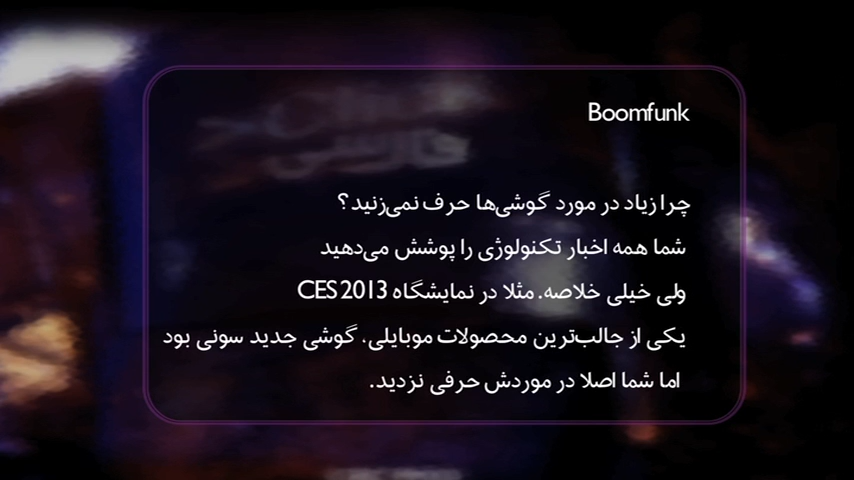 Boomfunk
چرا زیاد در مورد گوشی‌ها حرف نمی‌زنید؟
شما همه اخبار تکنولوژی را پوشش می‌دهید
ولی خیلی خلاصه. مثلا در نمایشگاه CES 2013
یکی از جالب‌ترین محصولات موبایلی، گوشی جدید سونی بود
اما شما اصلا در موردش حرفی نزدید.